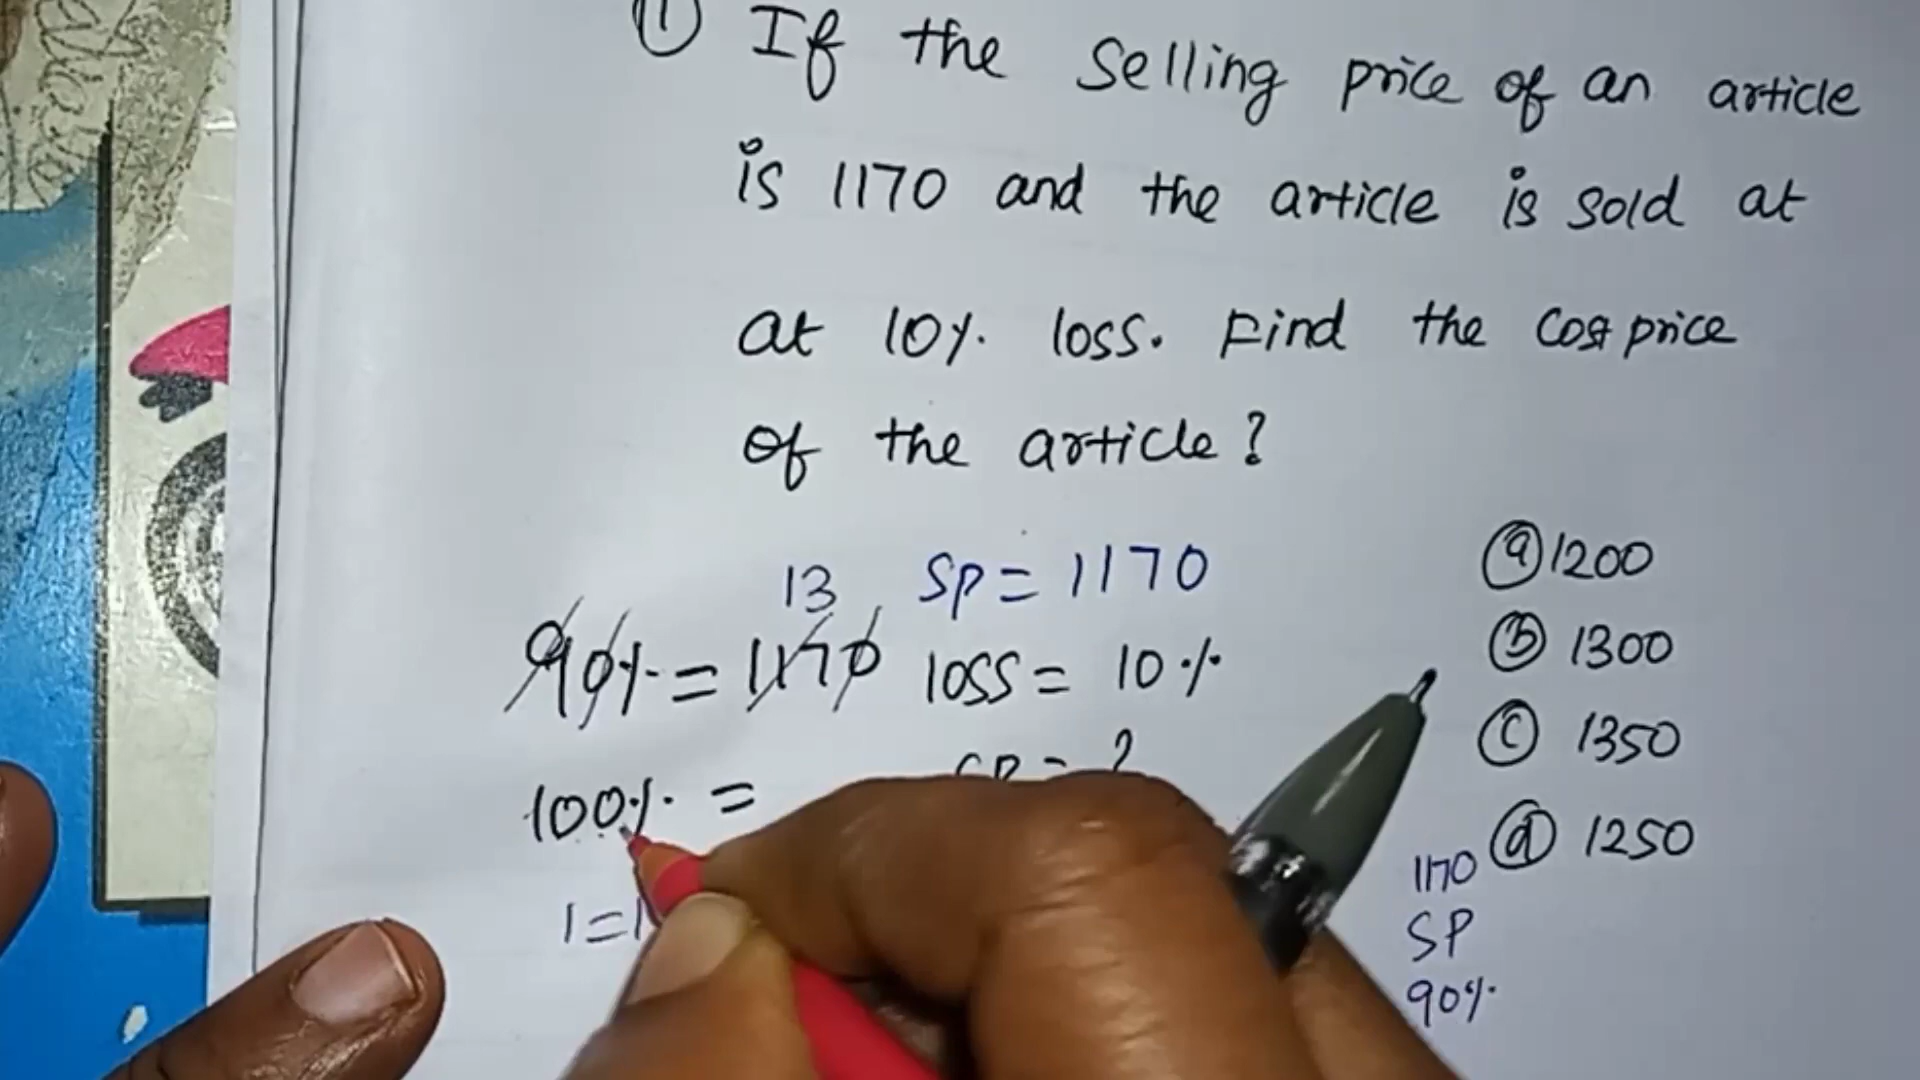 ① If the selling price of an article
is 1170 and the article is sold at
at 10%. loss. Find the Cost price
of the article?
13 SP = 1170
90% = 1170 loss = 10%
CP = ?
100% =
1 = 1
ⓐ 1200
ⓑ 1300
ⓒ 1350
ⓓ 1250
1170
SP
90%